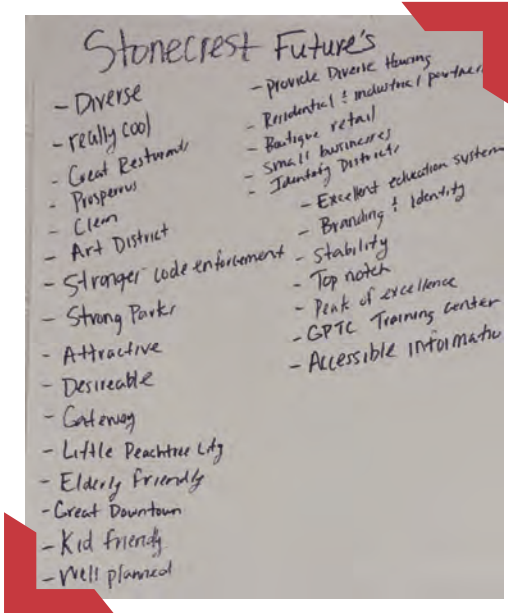 Stonecrest Future's
- Diverse
- really cool
- Great Resturants
- Prosperous
- Clean
- Art District
- Stronger code enforcement
- Strong Parks
- Attractive
- Desireable
- Gateway
- Little Peachtree City
- Elderly Friendly
- Great Downtown
- Kid friendly
- Well planned
- provide Diverse Housing
- Residential & industrial partner
- Boutique retail
- Small businesses
- Identity Districts
- Excellent education system
- Branding & Identity
- Stability
- Top notch
- Peak of excellence
- GPTC Training center
- Accessible informatio